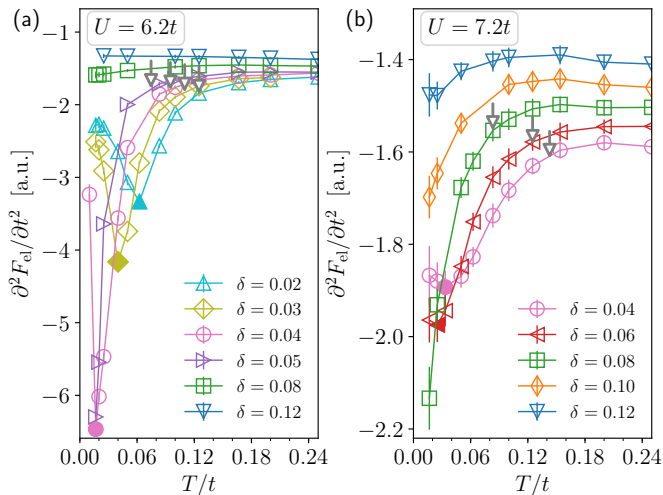 (a)
U = 6.2t
∂²F_el/∂t² [a.u.]
−1
−2
−3
−4
−5
−6
δ = 0.02
δ = 0.03
δ = 0.04
δ = 0.05
δ = 0.08
δ = 0.12
0.00 0.06 0.12 0.18 0.24
T/t
(b)
U = 7.2t
∂²F_el/∂t² [a.u.]
−1.4
−1.6
−1.8
−2.0
−2.2
δ = 0.04
δ = 0.06
δ = 0.08
δ = 0.10
δ = 0.12
0.00 0.06 0.12 0.18 0.24
T/t